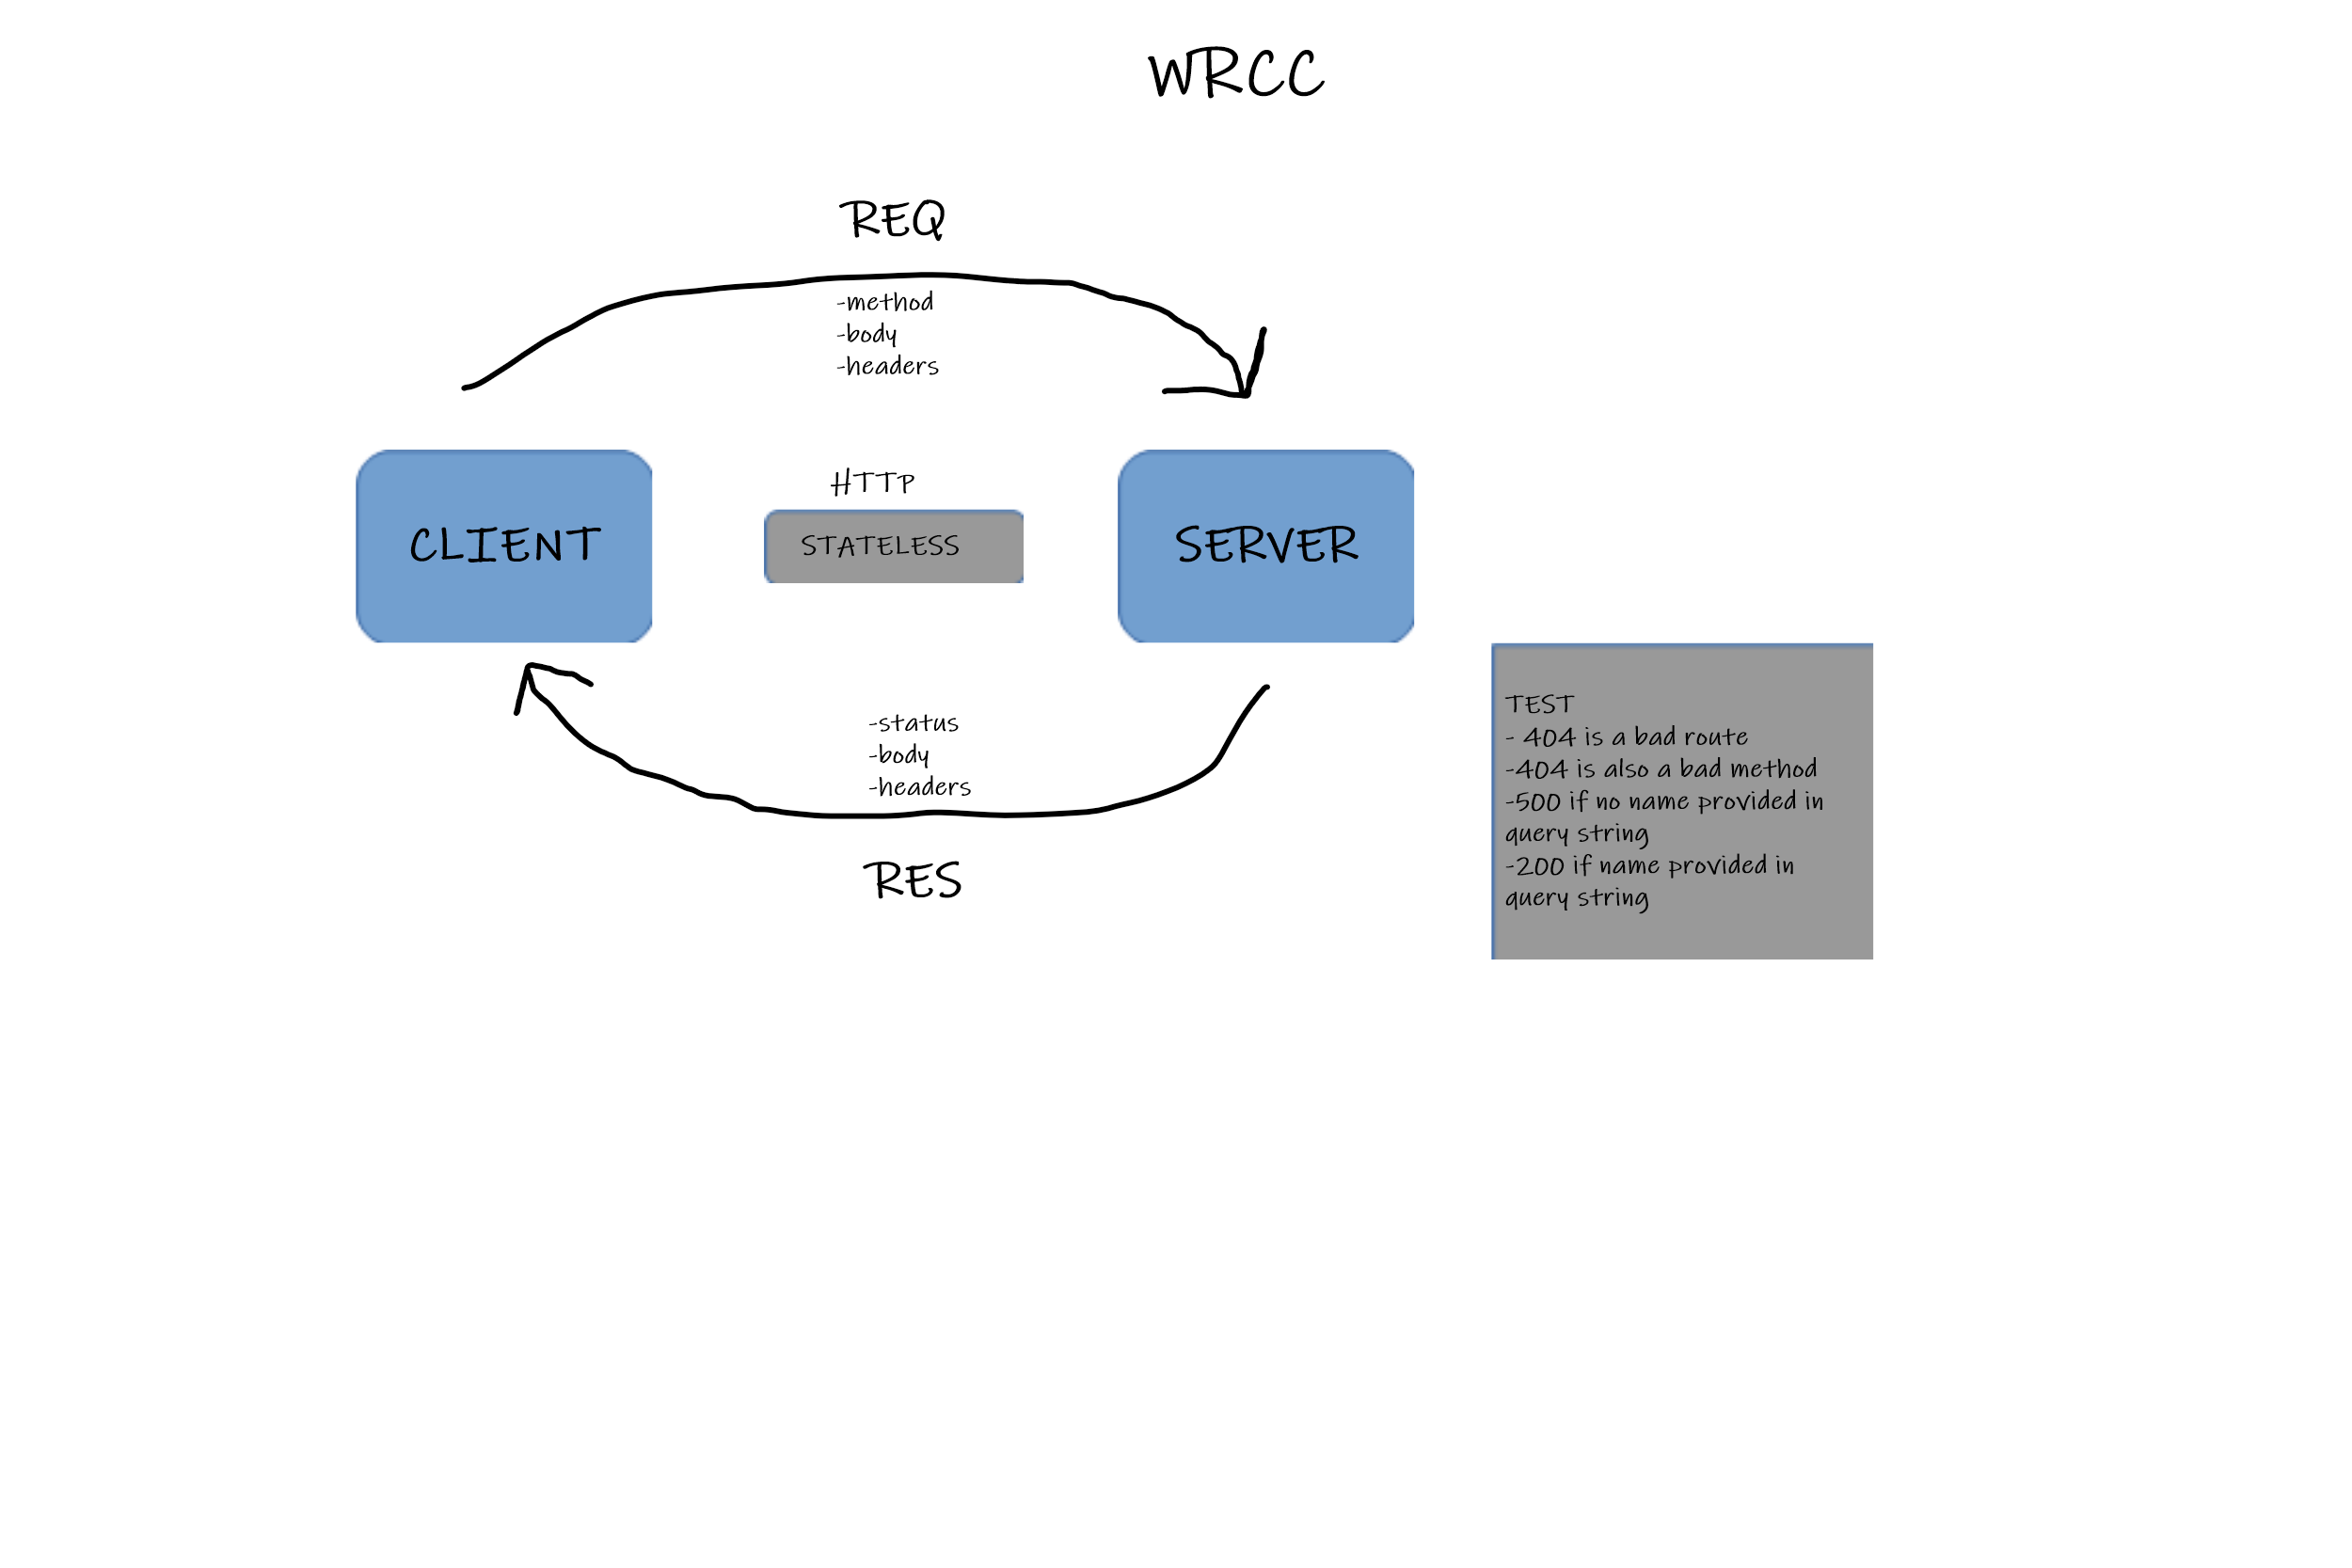 WRCC
REQ
-method
-body
-headers
HTTP
CLIENT
STATELESS
SERVER
-status
-body
-headers
RES
TEST
- 404 is a bad route
-404 is also a bad method
-500 if no name provided in
query string
-200 if name provided in
query string